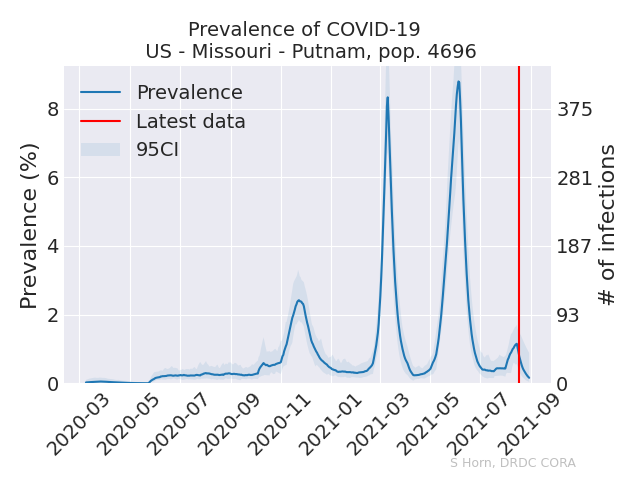 Prevalence of COVID-19
US - Missouri - Putnam, pop. 4696
Prevalence
Latest data
95CI
Prevalence (%)
8
6
4
2
0
# of infections
375
281
187
93
0
2020-03
2020-05
2020-07
2020-09
2020-11
2021-01
2021-03
2021-05
2021-07
2021-09
S Horn, DRDC CORA